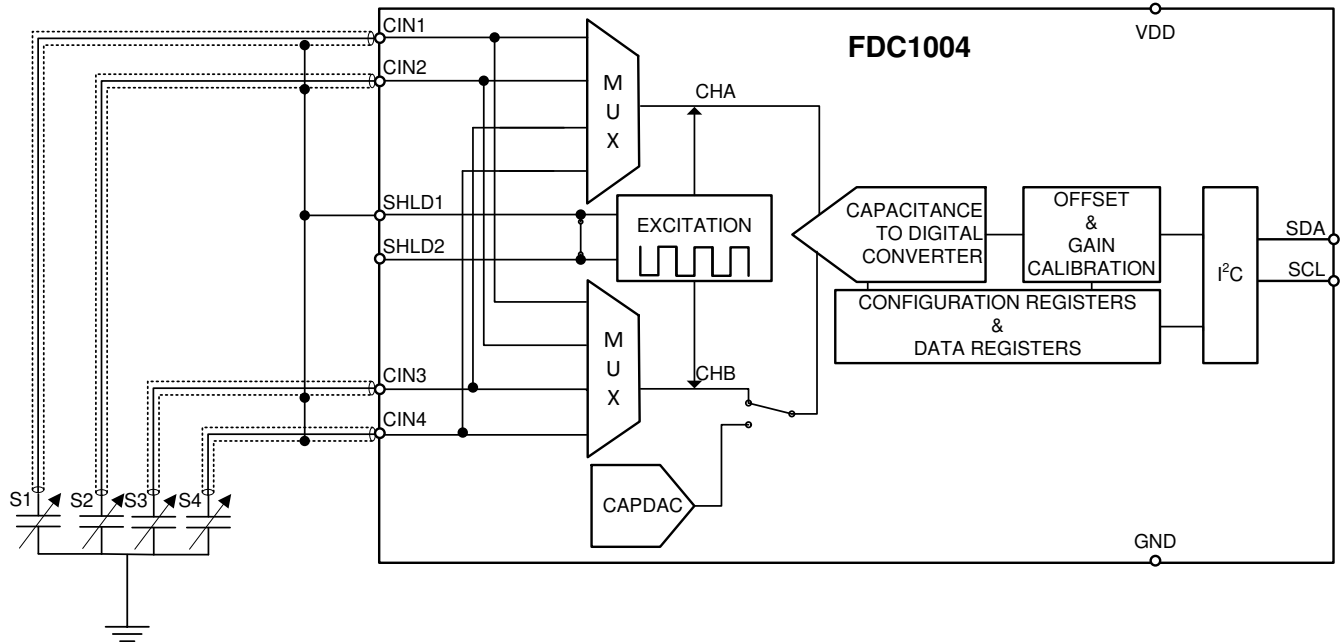 CIN1
CIN2
FDC1004
VDD
M
U
X
CHA
SHLD1
SHLD2
EXCITATION
CAPACITANCE
TO DIGITAL
CONVERTER
OFFSET
&
GAIN
CALIBRATION
I²C
SDA
SCL
CONFIGURATION REGISTERS
&
DATA REGISTERS
M
U
X
CHB
CIN3
CIN4
CAPDAC
S1
S2
S3
S4
GND